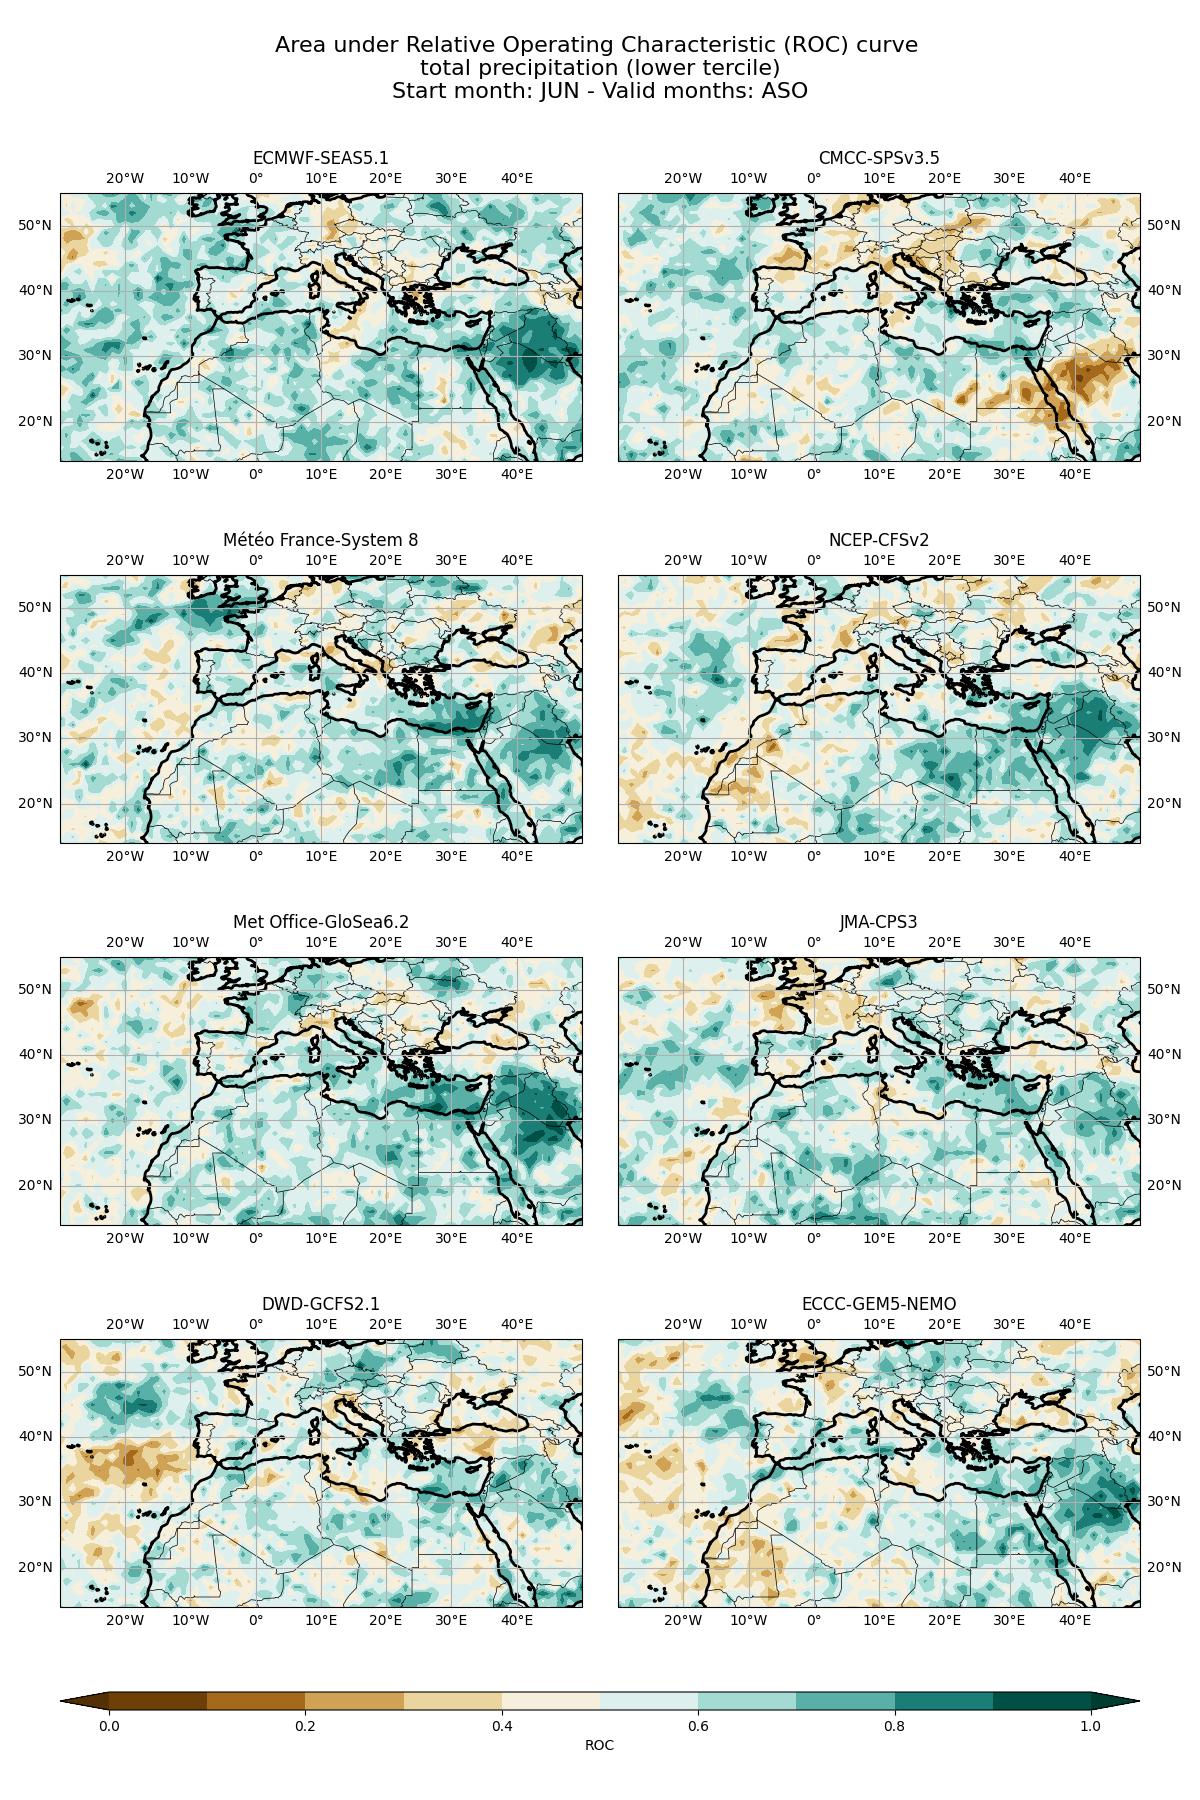 Area under Relative Operating Characteristic (ROC) curve
total precipitation (lower tercile)
Start month: JUN - Valid months: ASO
ECMWF-SEAS5.1
20°W 10°W 0° 10°E 20°E 30°E 40°E
50°N
40°N
30°N
20°N
20°W 10°W 0° 10°E 20°E 30°E 40°E
CMCC-SPSv3.5
20°W 10°W 0° 10°E 20°E 30°E 40°E
50°N
40°N
30°N
20°N
20°W 10°W 0° 10°E 20°E 30°E 40°E
Météo France-System 8
20°W 10°W 0° 10°E 20°E 30°E 40°E
50°N
40°N
30°N
20°N
20°W 10°W 0° 10°E 20°E 30°E 40°E
NCEP-CFSv2
20°W 10°W 0° 10°E 20°E 30°E 40°E
50°N
40°N
30°N
20°N
20°W 10°W 0° 10°E 20°E 30°E 40°E
Met Office-GloSea6.2
20°W 10°W 0° 10°E 20°E 30°E 40°E
50°N
40°N
30°N
20°N
20°W 10°W 0° 10°E 20°E 30°E 40°E
JMA-CPS3
20°W 10°W 0° 10°E 20°E 30°E 40°E
50°N
40°N
30°N
20°N
20°W 10°W 0° 10°E 20°E 30°E 40°E
DWD-GCFS2.1
20°W 10°W 0° 10°E 20°E 30°E 40°E
50°N
40°N
30°N
20°N
20°W 10°W 0° 10°E 20°E 30°E 40°E
ECCC-GEM5-NEMO
20°W 10°W 0° 10°E 20°E 30°E 40°E
50°N
40°N
30°N
20°N
20°W 10°W 0° 10°E 20°E 30°E 40°E
0.0 0.2 0.4 0.6 0.8 1.0
ROC